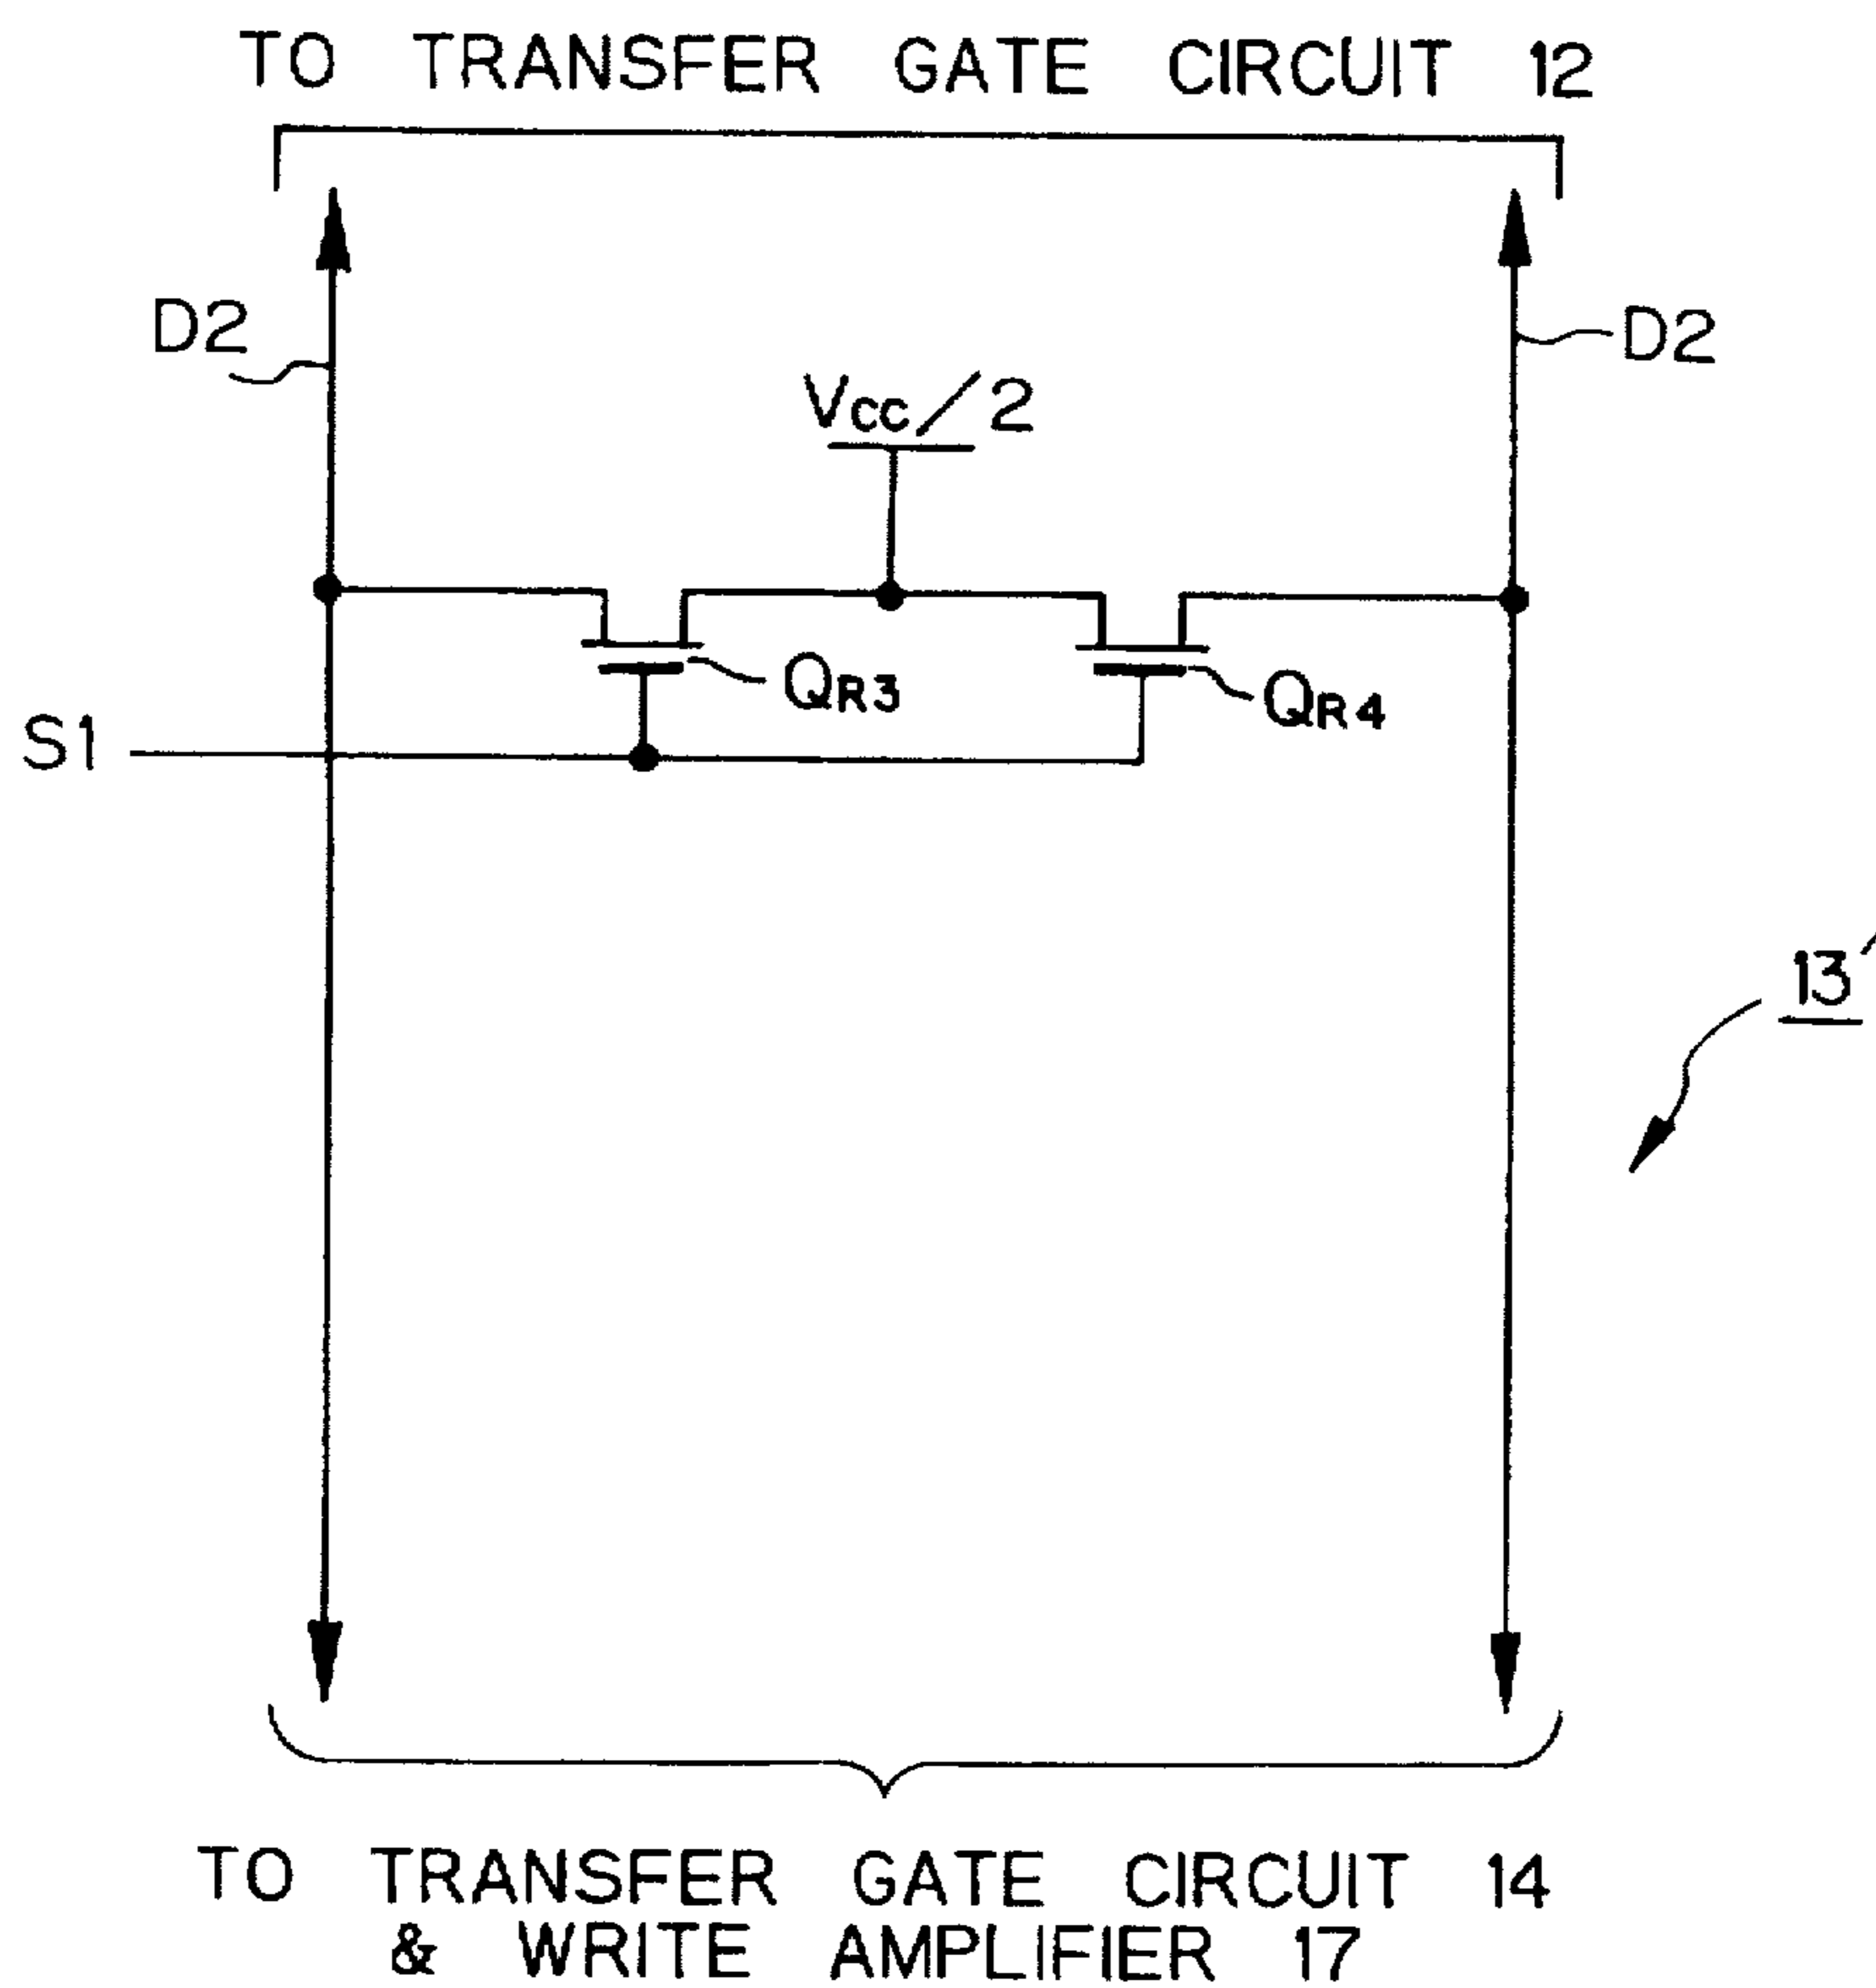 TO TRANSFER GATE CIRCUIT 12
D2
D2
Vcc/2
QR3
QR4
S1
13
TO TRANSFER GATE CIRCUIT 14
& WRITE AMPLIFIER 17